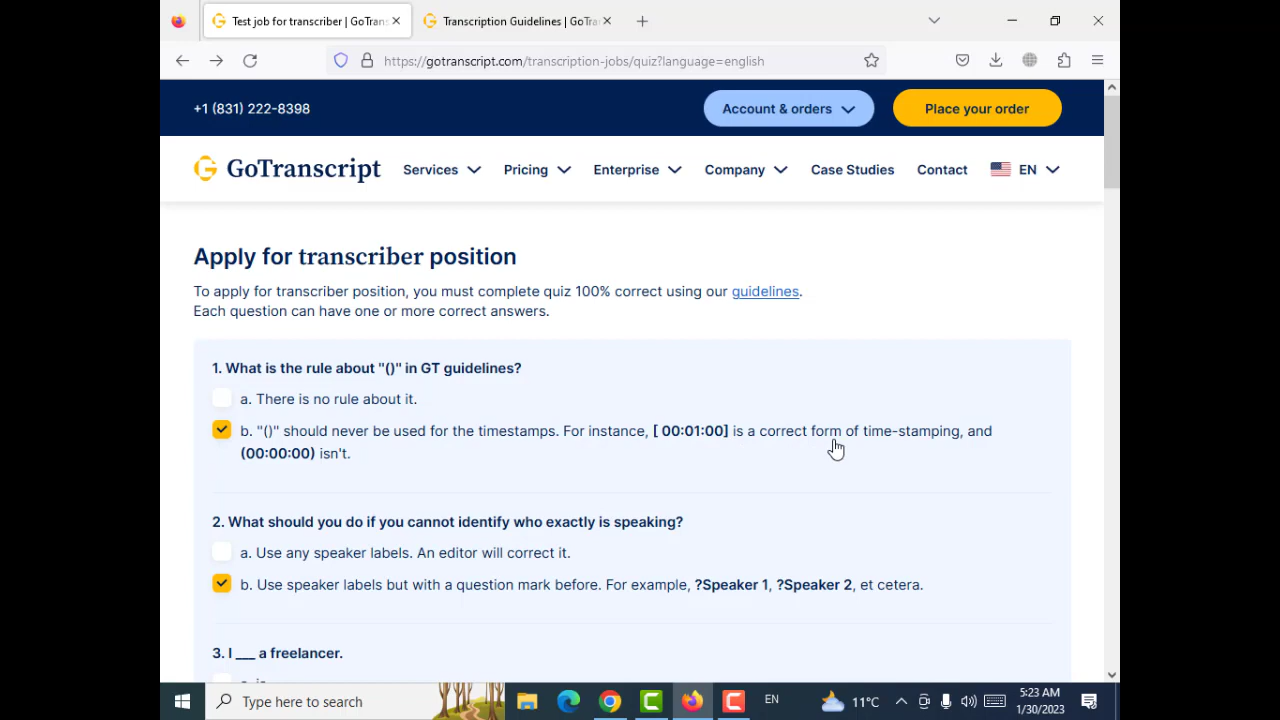 Test job for transcriber | GoTrans
Transcription Guidelines | GoTra
https://gotranscript.com/transcription-jobs/quiz?language=english
+1 (831) 222-8398
Account & orders
Place your order
GoTranscript
Services
Pricing
Enterprise
Company
Case Studies
Contact
EN
Apply for transcriber position
To apply for transcriber position, you must complete quiz 100% correct using our guidelines.
Each question can have one or more correct answers.
1. What is the rule about "()" in GT guidelines?
a. There is no rule about it.
b. "()" should never be used for the timestamps. For instance, [ 00:01:00] is a correct form of time-stamping, and
(00:00:00) isn't.
2. What should you do if you cannot identify who exactly is speaking?
a. Use any speaker labels. An editor will correct it.
b. Use speaker labels but with a question mark before. For example, ?Speaker 1, ?Speaker 2, et cetera.
3. I ___ a freelancer.
Type here to search
EN
11°C
5:23 AM
1/30/2023